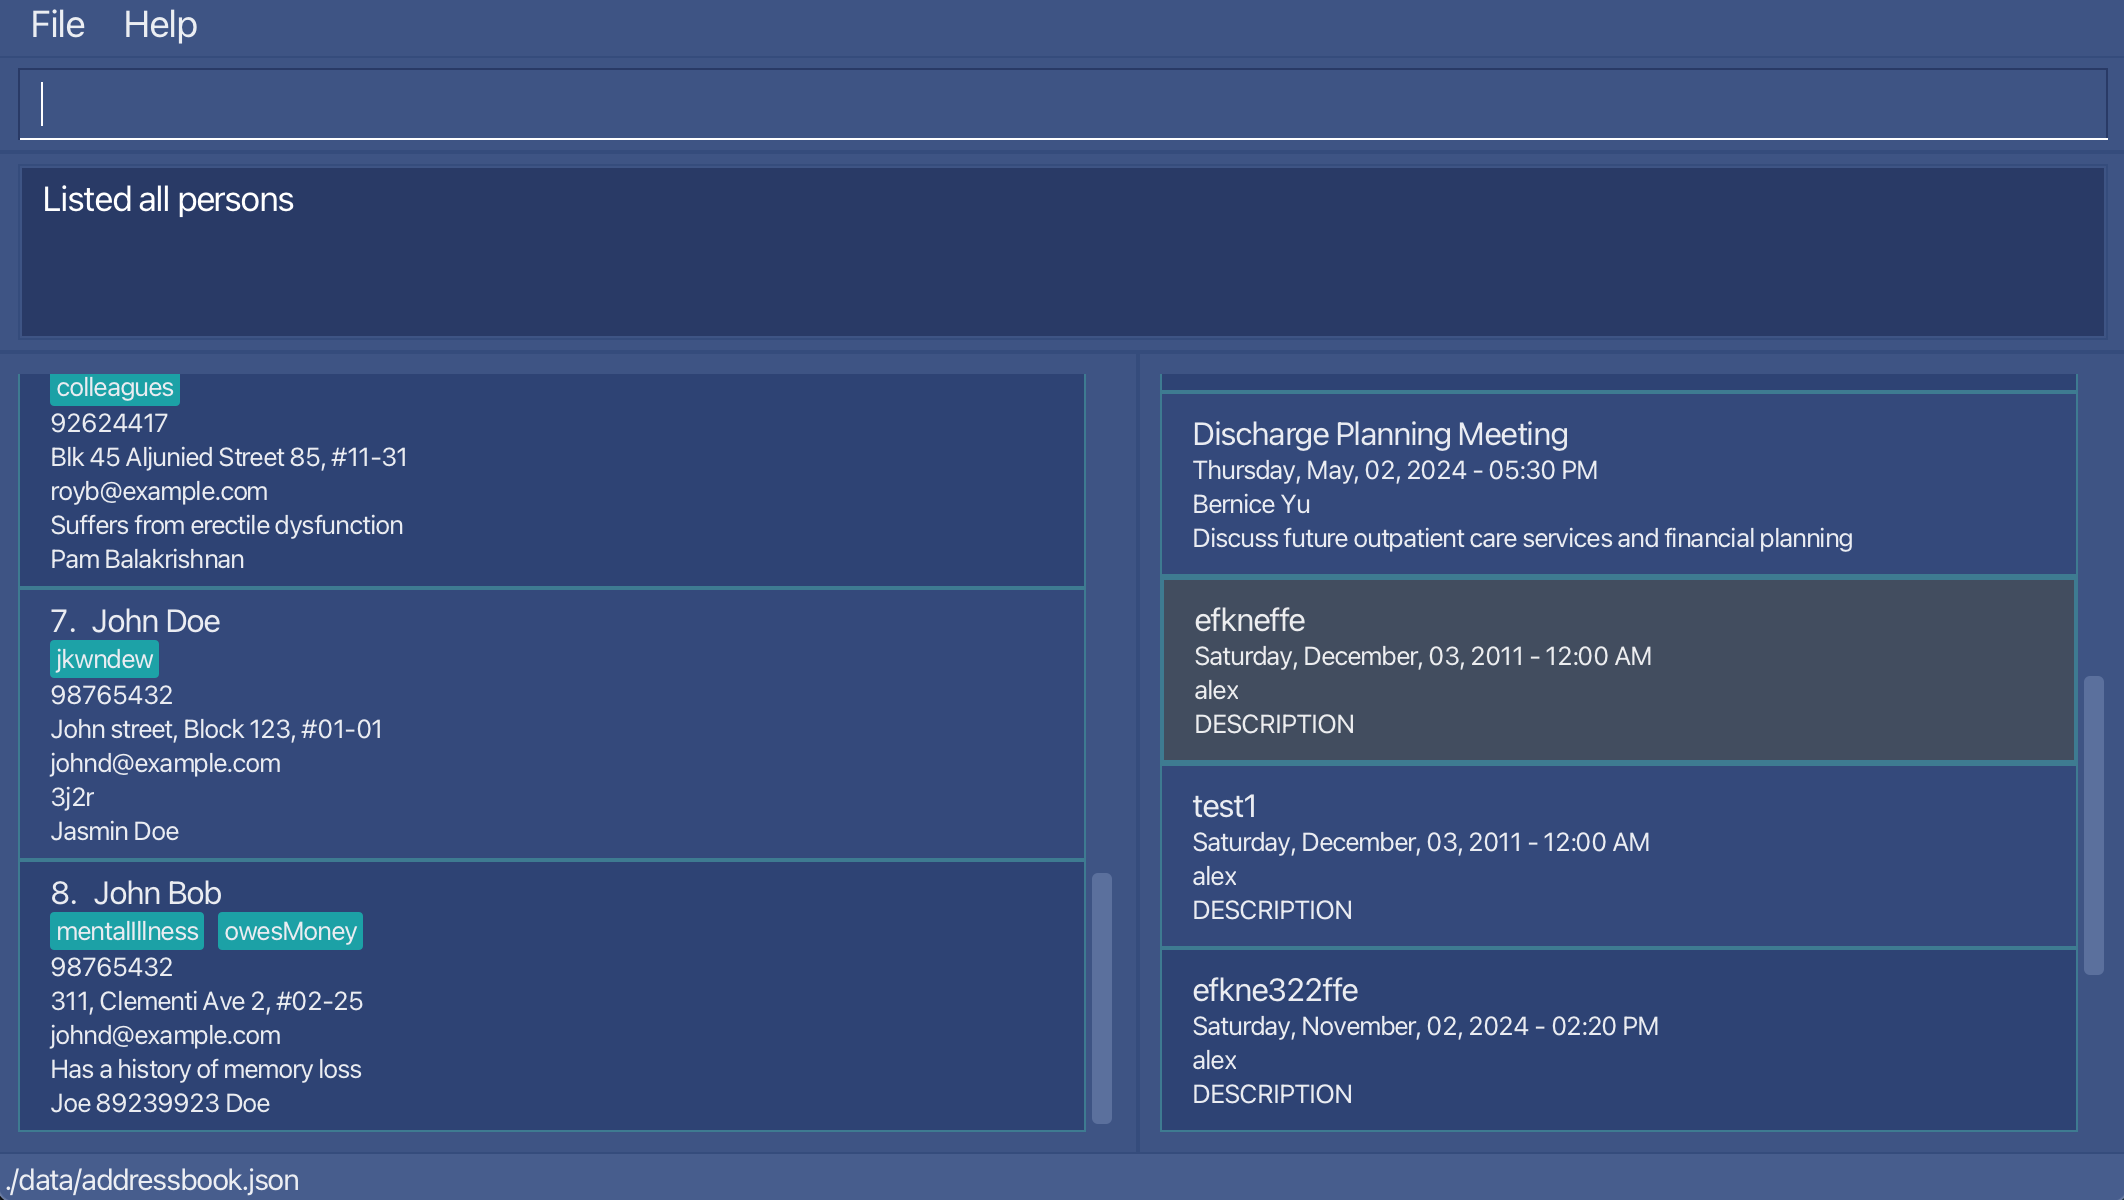 File Help
Listed all persons
colleagues
92624417
Blk 45 Aljunied Street 85, #11-31
royb@example.com
Suffers from erectile dysfunction
Pam Balakrishnan
7. John Doe
jkwndew
98765432
John street, Block 123, #01-01
johnd@example.com
3j2r
Jasmin Doe
8. John Bob
mentalIllness owesMoney
98765432
311, Clementi Ave 2, #02-25
johnd@example.com
Has a history of memory loss
Joe 89239923 Doe
Discharge Planning Meeting
Thursday, May, 02, 2024 - 05:30 PM
Bernice Yu
Discuss future outpatient care services and financial planning
efkneffe
Saturday, December, 03, 2011 - 12:00 AM
alex
DESCRIPTION
test1
Saturday, December, 03, 2011 - 12:00 AM
alex
DESCRIPTION
efkne322ffe
Saturday, November, 02, 2024 - 02:20 PM
alex
DESCRIPTION
./data/addressbook.json